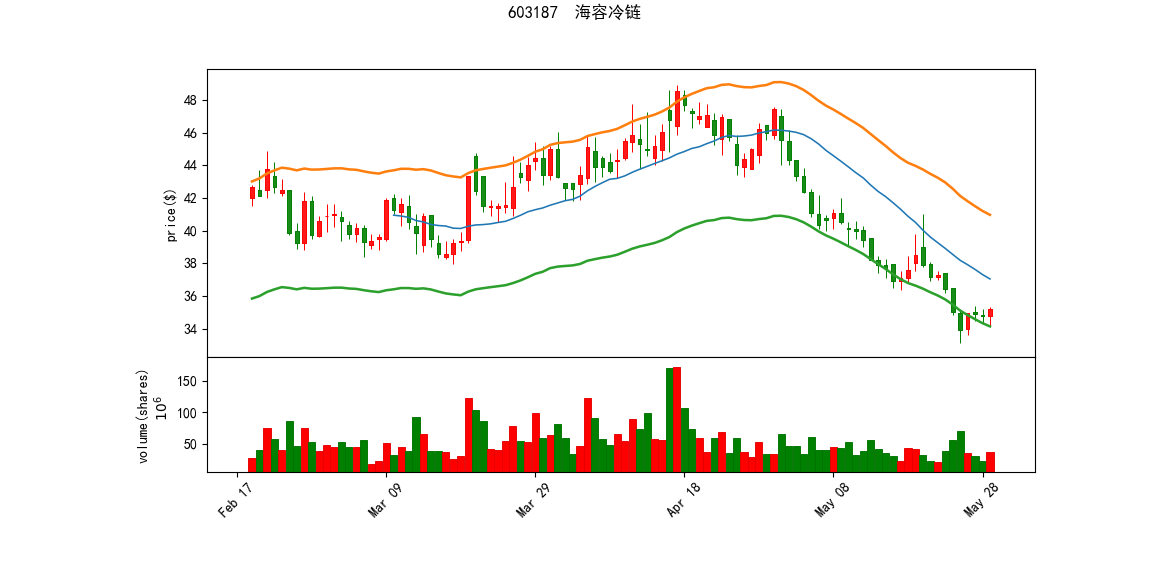 603187  海容冷链
price($)
48
46
44
42
40
38
36
34
volume(shares)
10^6
150
100
50
Feb 17
Mar 09
Mar 29
Apr 18
May 08
May 28